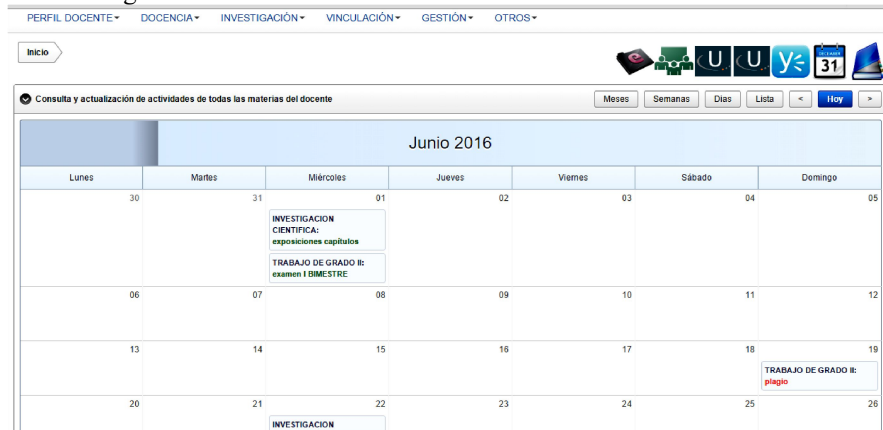 PERFIL DOCENTE DOCENCIA INVESTIGACIÓN VINCULACIÓN GESTIÓN OTROS
Inicio
e U U y DECEMBER 31
Consulta y actualización de actividades de todas las materias del docente Meses Semanas Dias Lista < Hoy >
Junio 2016
Lunes Martes Miércoles Jueves Viernes Sábado Domingo
30 31 01 02 03 04 05
INVESTIGACION
CIENTIFICA:
exposiciones capítulos
TRABAJO DE GRADO II:
examen I BIMESTRE
06 07 08 09 10 11 12
13 14 15 16 17 18 19
TRABAJO DE GRADO II:
plagio
20 21 22 23 24 25 26
INVESTIGACION